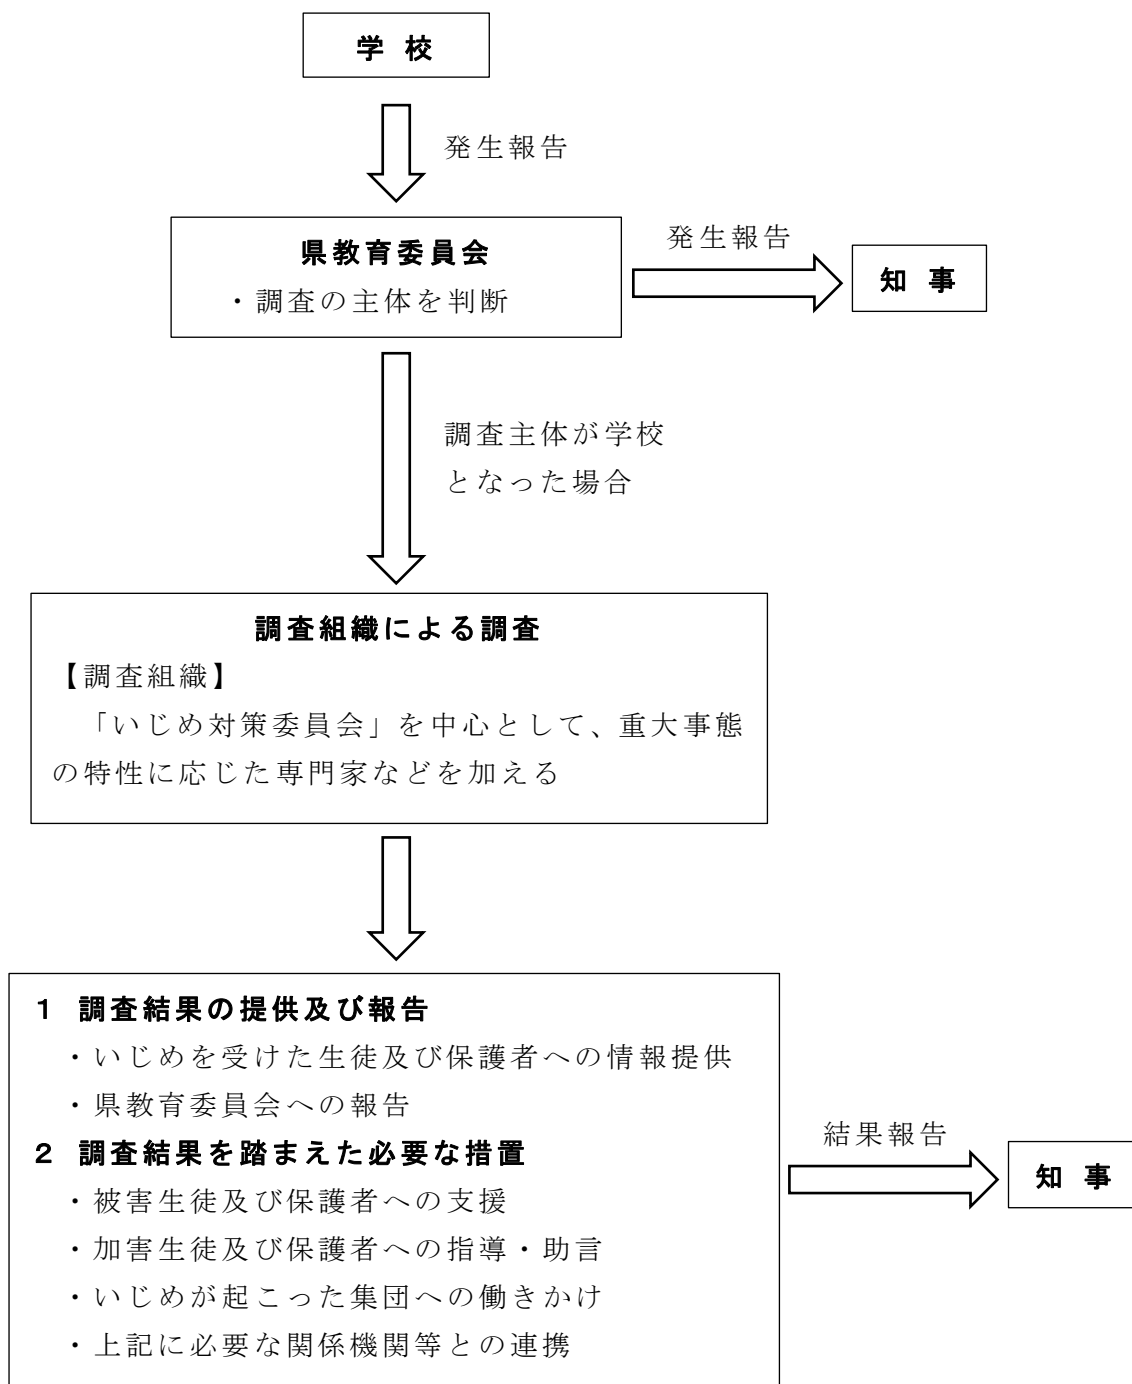 学 校
発生報告
県教育委員会
・調査の主体を判断
発生報告
知 事
調査主体が学校
となった場合
調査組織による調査
【調査組織】
「いじめ対策委員会」を中心として、重大事態
の特性に応じた専門家などを加える
1 調査結果の提供及び報告
・いじめを受けた生徒及び保護者への情報提供
・県教育委員会への報告
2 調査結果を踏まえた必要な措置
・被害生徒及び保護者への支援
・加害生徒及び保護者への指導・助言
・いじめが起こった集団への働きかけ
・上記に必要な関係機関等との連携
結果報告
知 事